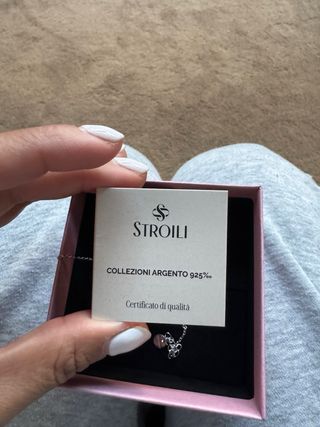 STROILI
COLLEZIONI ARGENTO 925‰
Certificato di qualità